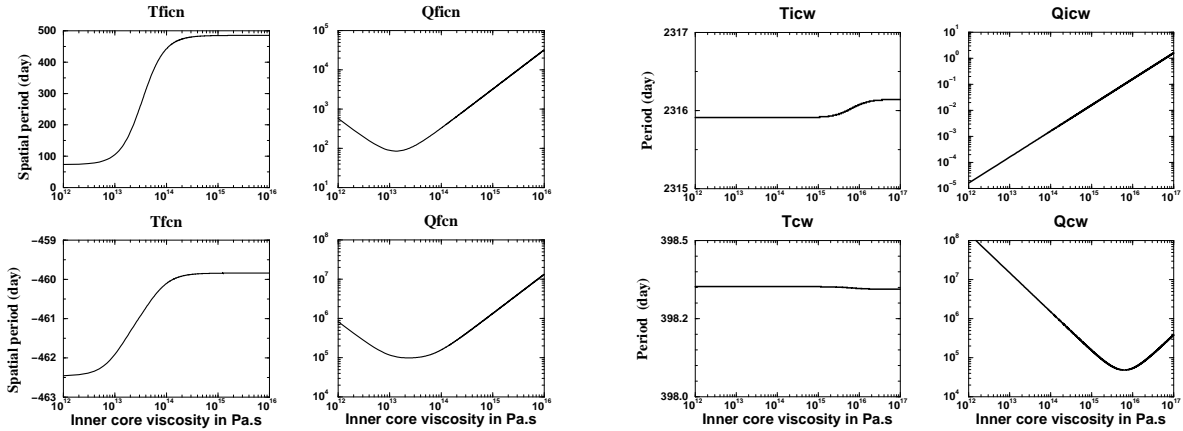 Tficn
Qficn
Ticw
Qicw
Spatial period (day)
500
400
300
200
100
0
10^12 10^13 10^14 10^15 10^16
10^5
10^4
10^3
10^2
10^1
10^12 10^13 10^14 10^15 10^16
Period (day)
2317
2316
2315
10^12 10^13 10^14 10^15 10^16 10^17
10^1
10^0
10^−1
10^−2
10^−3
10^−4
10^−5
10^12 10^13 10^14 10^15 10^16 10^17
Tfcn
Qfcn
Tcw
Qcw
Spatial period (day)
−459
−460
−461
−462
−463
10^12 10^13 10^14 10^15 10^16
Inner core viscosity in Pa.s
10^8
10^7
10^6
10^5
10^4
10^12 10^13 10^14 10^15 10^16
Inner core viscosity in Pa.s
Period (day)
398.5
398.2
398.0
10^12 10^13 10^14 10^15 10^16 10^17
Inner core viscosity in Pa.s
10^8
10^7
10^6
10^5
10^4
10^12 10^13 10^14 10^15 10^16 10^17
Inner core viscosity in Pa.s